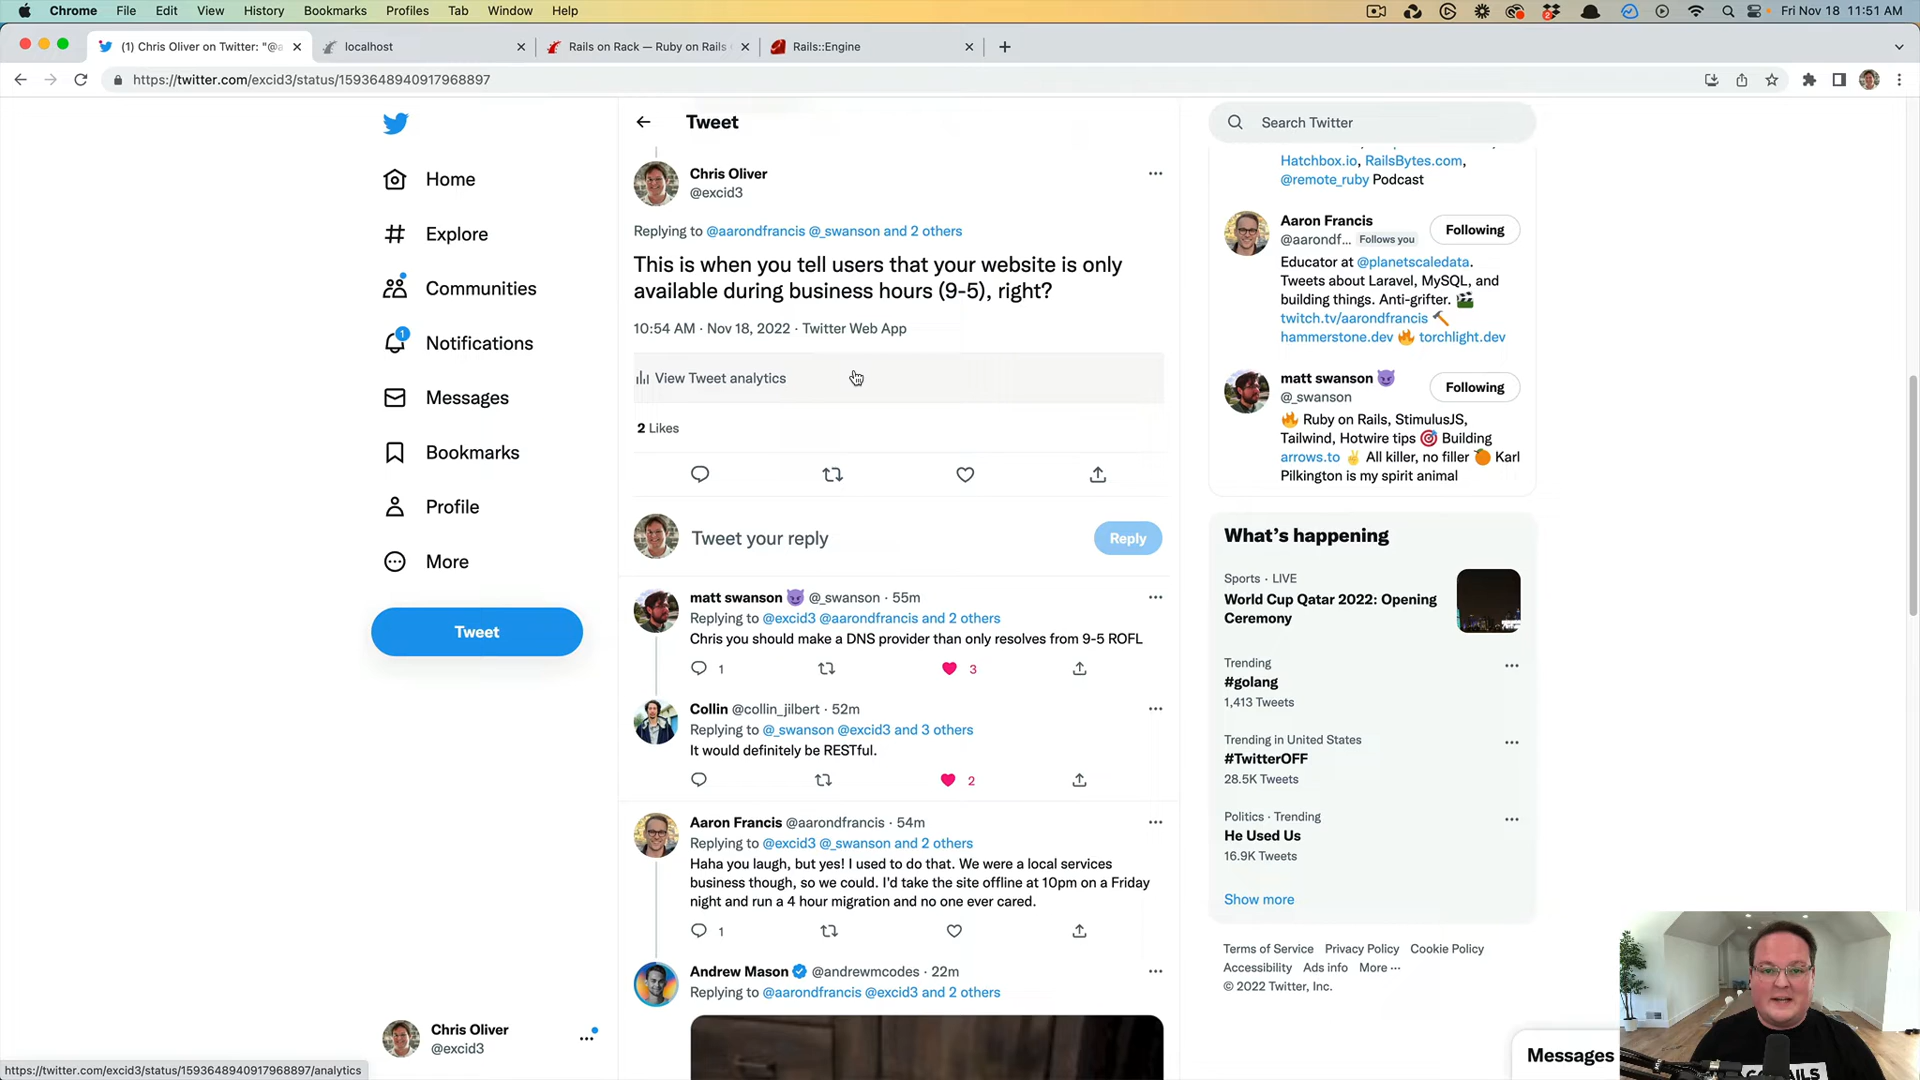 Chrome File Edit View History Bookmarks Profiles Tab Window Help
Fri Nov 18 11:51 AM
(1) Chris Oliver on Twitter: "@a
localhost
Rails on Rack — Ruby on Rails
Rails::Engine
https://twitter.com/excid3/status/1593648940917968897
Home
Explore
Communities
1
Notifications
Messages
Bookmarks
Profile
More
Tweet
Chris Oliver
@excid3
Tweet
Chris Oliver
@excid3
Replying to @aarondfrancis @_swanson and 2 others
This is when you tell users that your website is only
available during business hours (9-5), right?
10:54 AM · Nov 18, 2022 · Twitter Web App
View Tweet analytics
2 Likes
Tweet your reply
Reply
matt swanson 😈 @_swanson · 55m
Replying to @excid3 @aarondfrancis and 2 others
Chris you should make a DNS provider than only resolves from 9-5 ROFL
1 3
Collin @collin_jilbert · 52m
Replying to @_swanson @excid3 and 3 others
It would definitely be RESTful.
2
Aaron Francis @aarondfrancis · 54m
Replying to @excid3 @_swanson and 2 others
Haha you laugh, but yes! I used to do that. We were a local services
business though, so we could. I'd take the site offline at 10pm on a Friday
night and run a 4 hour migration and no one ever cared.
1
Andrew Mason @andrewmcodes · 22m
Replying to @aarondfrancis @excid3 and 2 others
Search Twitter
Hatchbox.io, RailsBytes.com,
@remote_ruby Podcast
Aaron Francis
@aarondf... Follows you
Following
Educator at @planetscaledata.
Tweets about Laravel, MySQL, and
building things. Anti-grifter. 🎬
twitch.tv/aarondfrancis 🔨
hammerstone.dev 🔥 torchlight.dev
matt swanson 😈
@_swanson
Following
🔥 Ruby on Rails, StimulusJS,
Tailwind, Hotwire tips 🎯 Building
arrows.to ✌️ All killer, no filler 🍊 Karl
Pilkington is my spirit animal
What's happening
Sports · LIVE
World Cup Qatar 2022: Opening
Ceremony
Trending
#golang
1,413 Tweets
Trending in United States
#TwitterOFF
28.5K Tweets
Politics · Trending
He Used Us
16.9K Tweets
Show more
Terms of Service Privacy Policy Cookie Policy
Accessibility Ads info More ···
© 2022 Twitter, Inc.
Messages
https://twitter.com/excid3/status/1593648940917968897/analytics